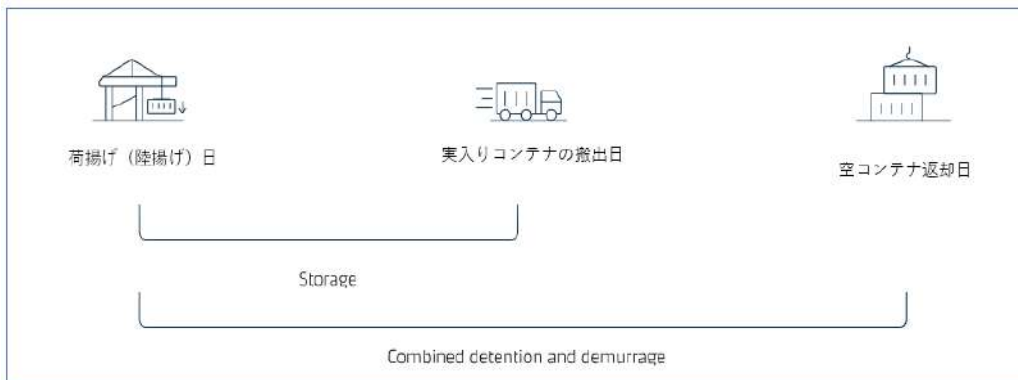 荷揚げ（陸揚げ）日
実入りコンテナの搬出日
空コンテナ返却日
Storage
Combined detention and demurrage